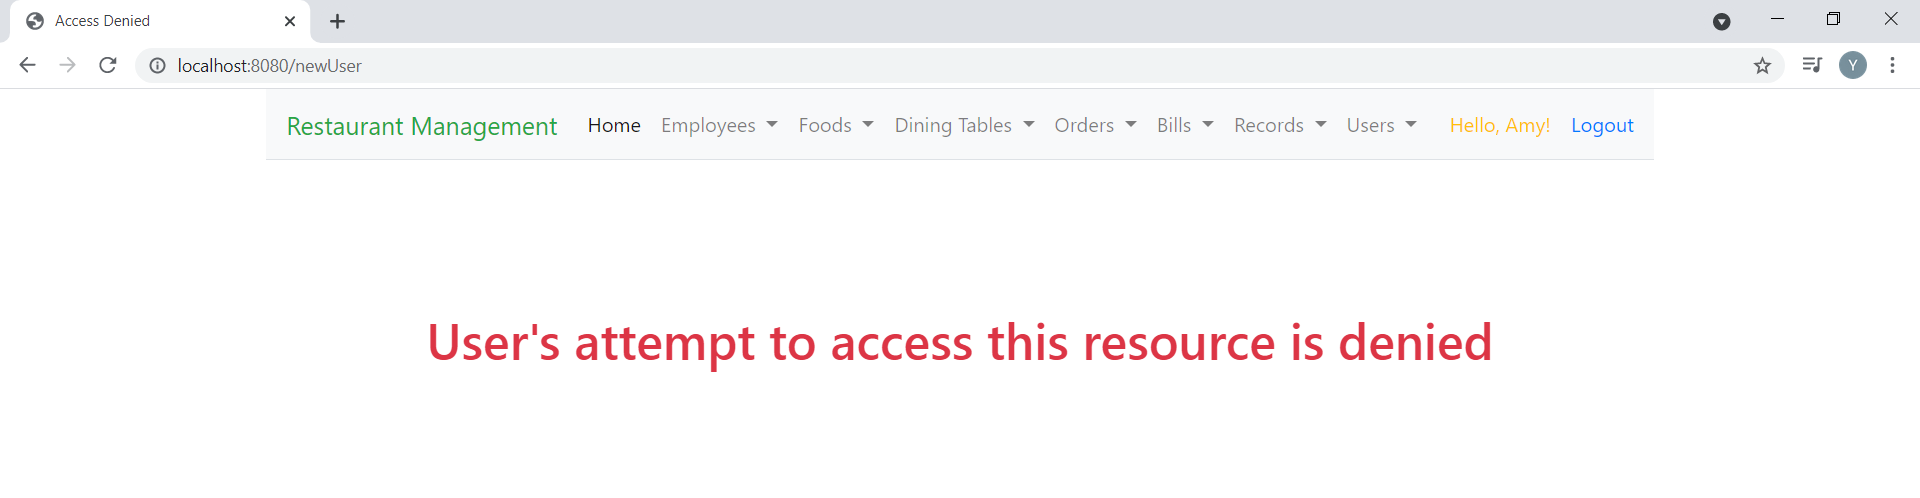 Access Denied
localhost:8080/newUser
Y
Restaurant Management Home Employees Foods Dining Tables Orders Bills Records Users Hello, Amy! Logout
User's attempt to access this resource is denied